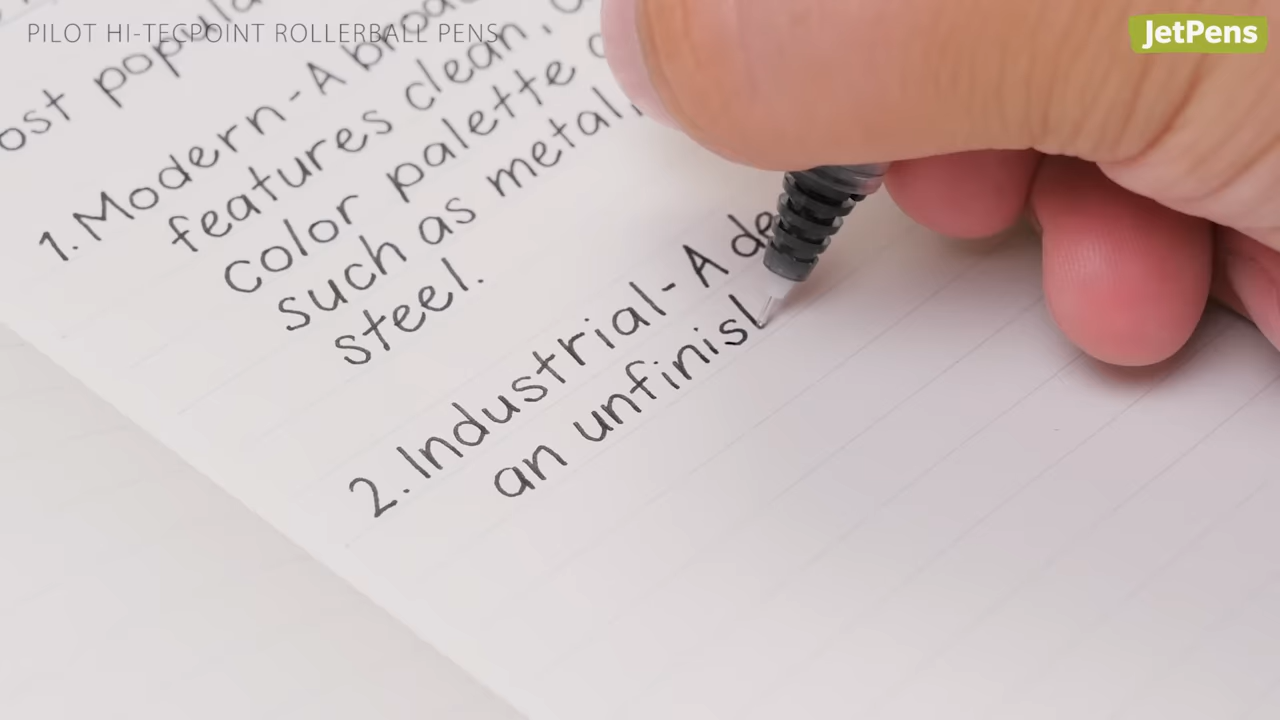 PILOT HI-TECPOINT ROLLERBALL PENS
JetPens
1. Modern - A
features clean,
color palette
such as metal,
steel.
2. Industrial - A
an